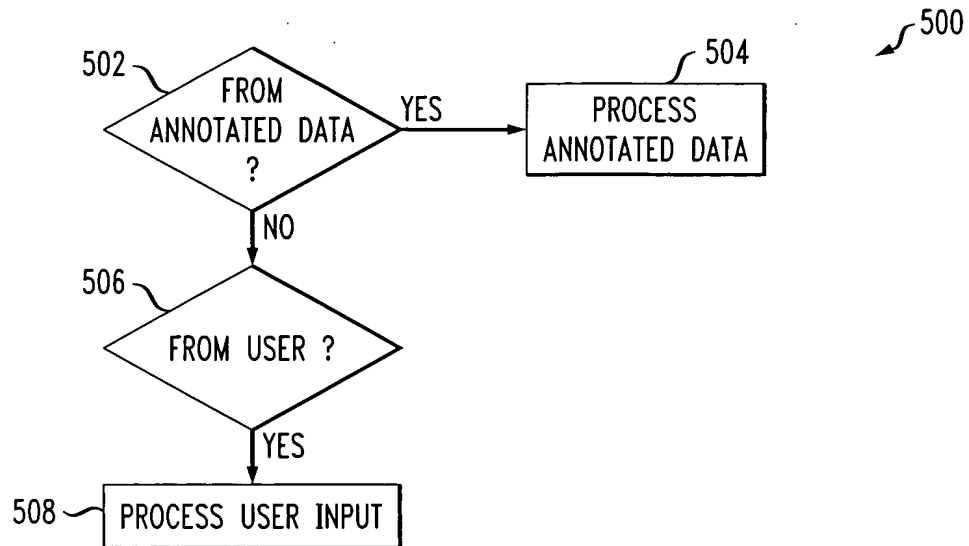 500
502
FROM
ANNOTATED DATA
?
YES
504
PROCESS
ANNOTATED DATA
NO
506
FROM USER ?
YES
508
PROCESS USER INPUT